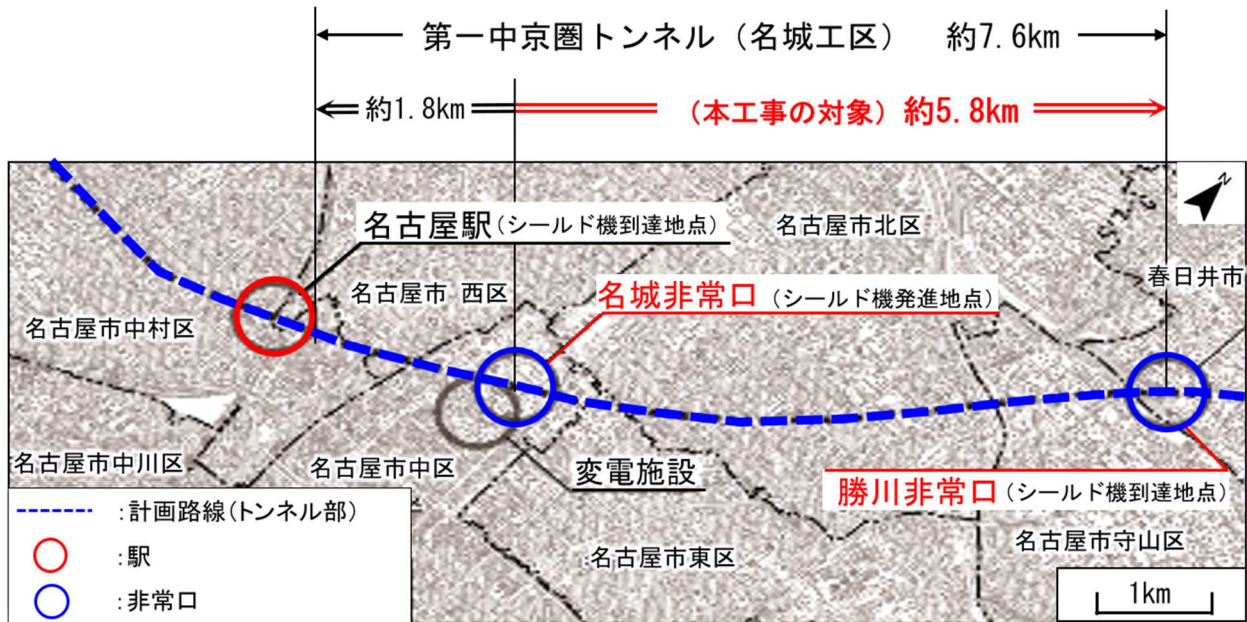 第一中京圏トンネル（名城工区）　約7.6km
約1.8km
（本工事の対象）約5.8km
N
名古屋駅（シールド機到達地点）
名古屋市北区
春日井市
名古屋市 西区
名城非常口（シールド機発進地点）
名古屋市中村区
名古屋市中川区
名古屋市中区
変電施設
勝川非常口（シールド機到達地点）
名古屋市東区
名古屋市守山区
：計画路線（トンネル部）
：駅
：非常口
1km